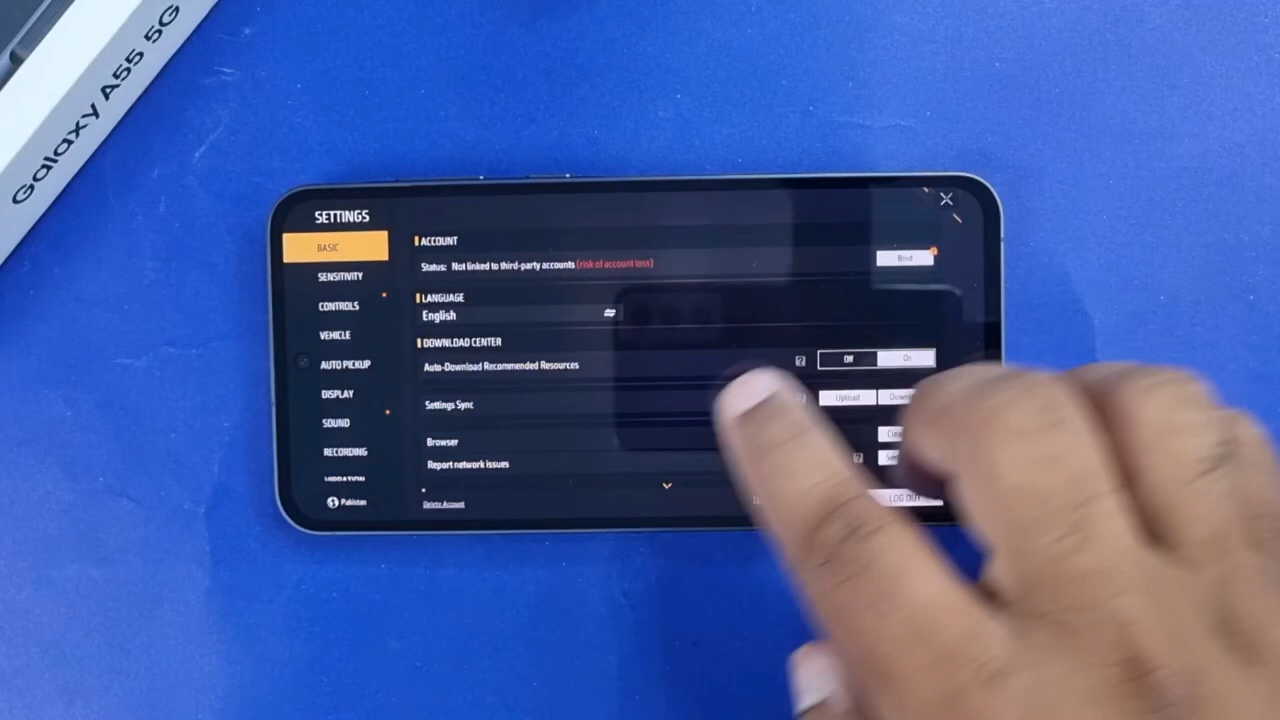 Galaxy A55 5G
SETTINGS
BASIC
SENSITIVITY
CONTROLS
VEHICLE
AUTO PICKUP
DISPLAY
SOUND
RECORDING
VIBRATION
Pakistan
ACCOUNT
Status: Not linked to third-party accounts (risk of account loss)
Bind
LANGUAGE
English
DOWNLOAD CENTER
Auto-Download Recommended Resources
? Off On
Settings Sync
Upload
Browser
Report network issues
?
Delete Account
LOG OUT